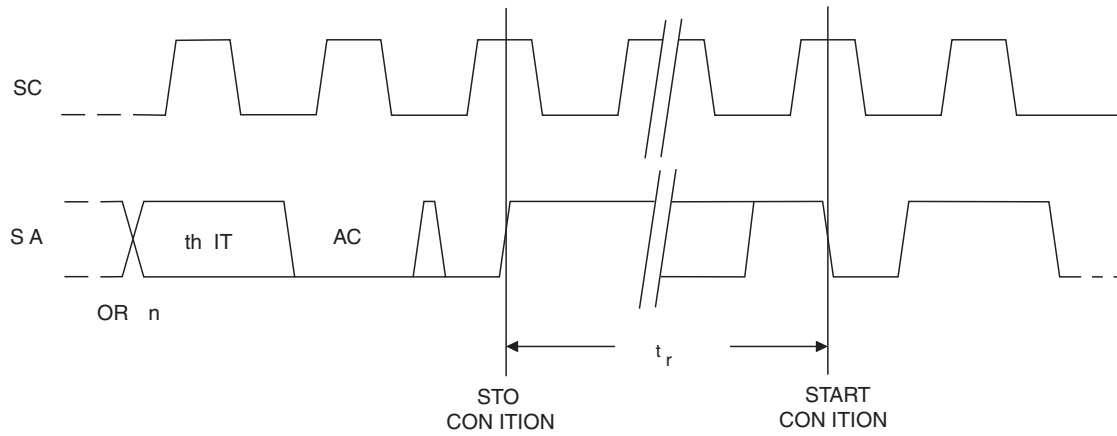 SC
S A
th IT
AC
OR n
t r
STO
CON ITION
START
CON ITION